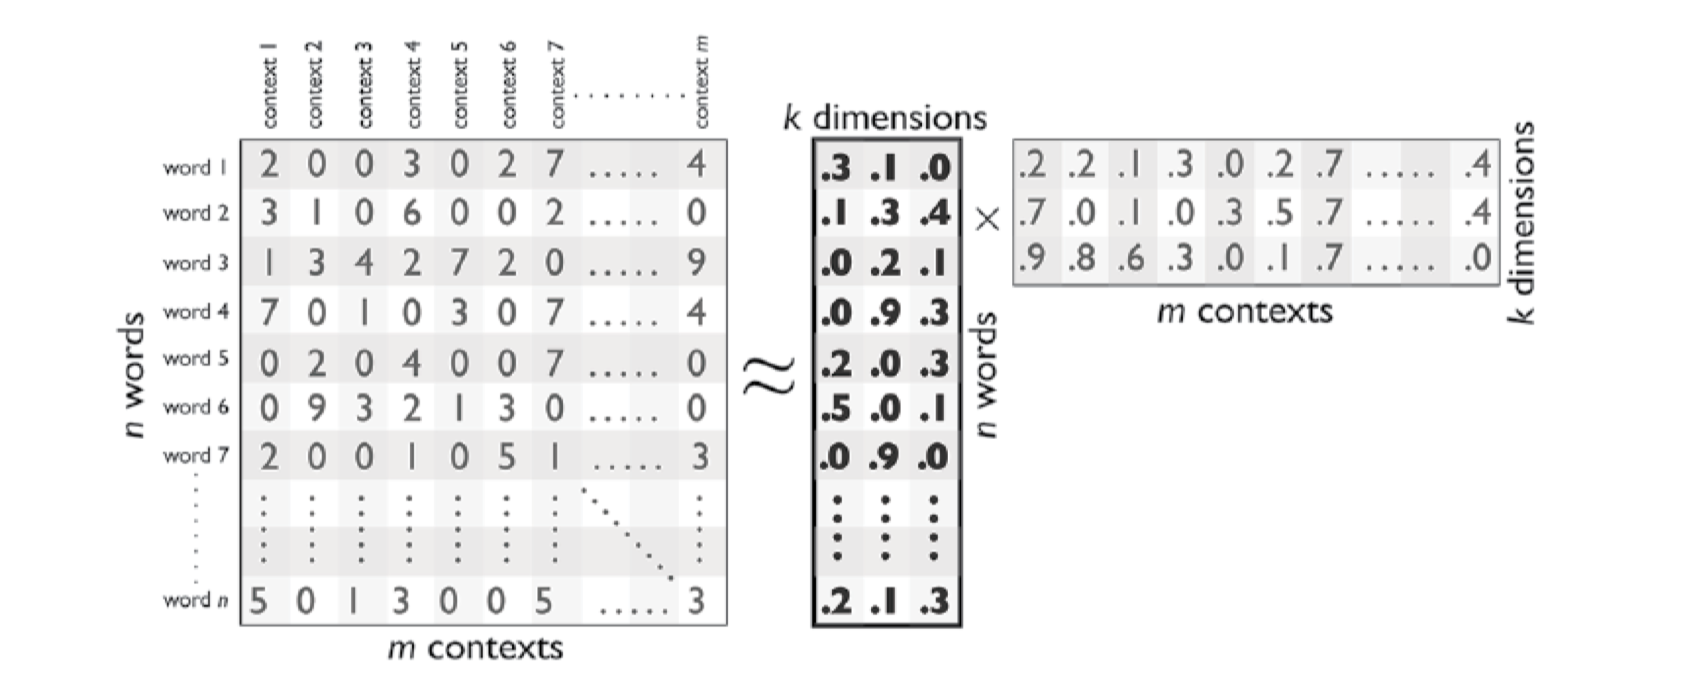 context 1 context 2 context 3 context 4 context 5 context 6 context 7 ........ context m
word 1 2 0 0 3 0 2 7 ..... 4
word 2 3 1 0 6 0 0 2 ..... 0
word 3 1 3 4 2 7 2 0 ..... 9
word 4 7 0 1 0 3 0 7 ..... 4
word 5 0 2 0 4 0 0 7 ..... 0
word 6 0 9 3 2 1 3 0 ..... 0
word 7 2 0 0 1 0 5 1 ..... 3
word n 5 0 1 3 0 0 5 ..... 3
n words
m contexts
≈
k dimensions
.3 .1 .0
.1 .3 .4
.0 .2 .1
.0 .9 .3
.2 .0 .3
.5 .0 .1
.0 .9 .0
.2 .1 .3
n words
×
.2 .2 .1 .3 .0 .2 .7 ..... .4
.7 .0 .1 .0 .3 .5 .7 ..... .4
.9 .8 .6 .3 .0 .1 .7 ..... .0
m contexts
k dimensions